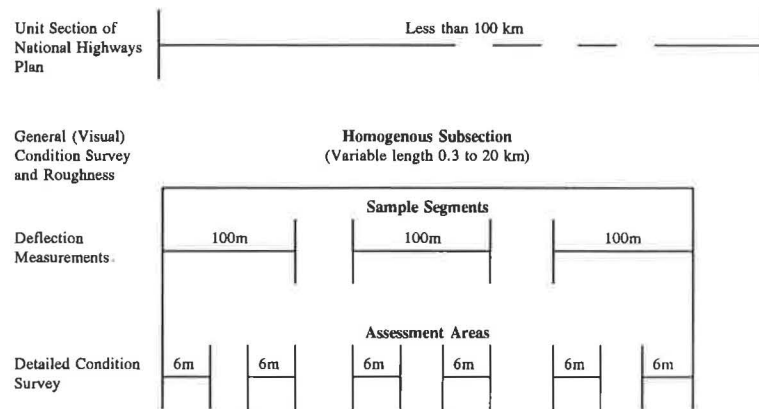 Unit Section of
National Highways
Plan
Less than 100 km
General (Visual)
Condition Survey
and Roughness
Homogenous Subsection
(Variable length 0.3 to 20 km)
Sample Segments
Deflection
Measurements
100m
100m
100m
Assessment Areas
Detailed Condition
Survey
6m
6m
6m
6m
6m
6m